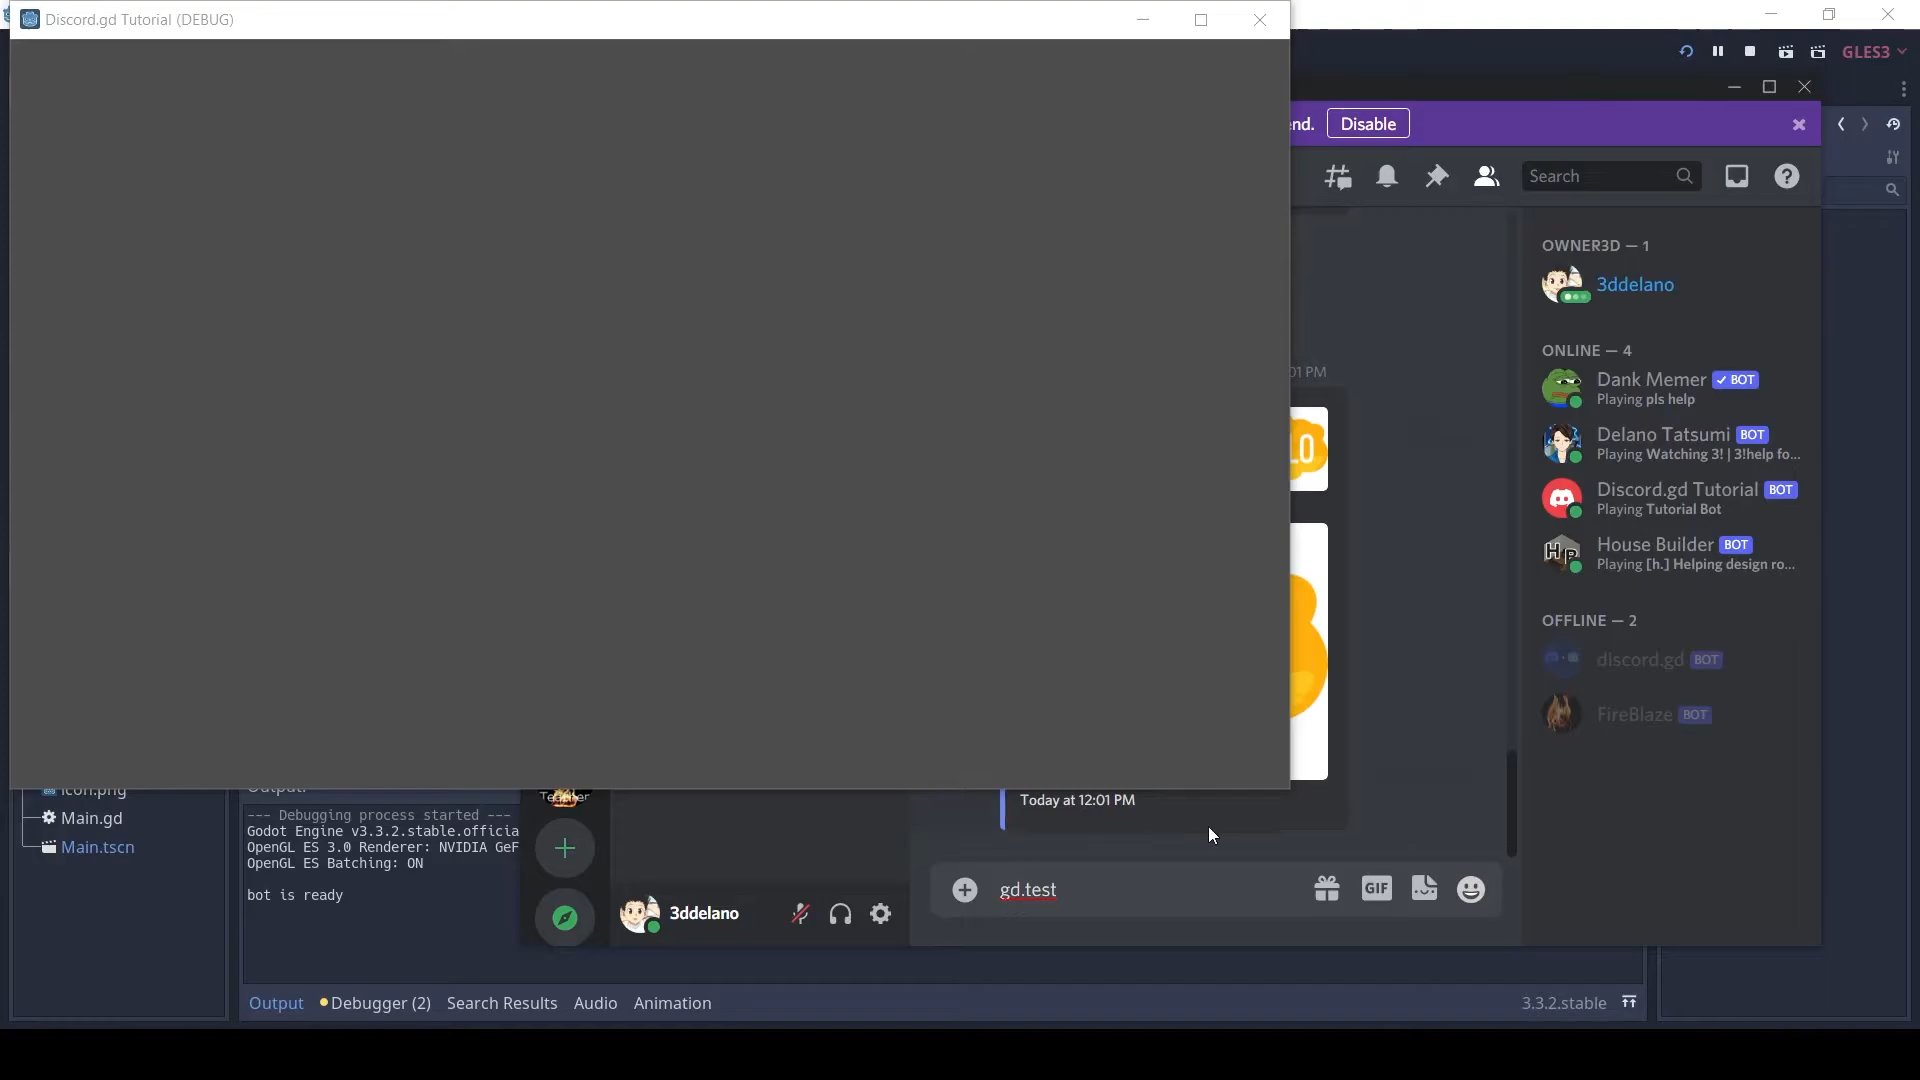 Discord.gd Tutorial (DEBUG)
GLES3
end.
Disable
Search
OWNER3D — 1
3ddelano
ONLINE — 4
Dank Memer ✓ BOT
Playing pls help
Delano Tatsumi BOT
Playing Watching 3! | 3!help fo...
Discord.gd Tutorial BOT
Playing Tutorial Bot
House Builder BOT
Playing [h.] Helping design ro...
OFFLINE — 2
discord.gd BOT
FireBlaze BOT
01 PM
LO
Today at 12:01 PM
gd.test
GIF
3ddelano
icon.png
Main.gd
Main.tscn
Output:
--- Debugging process started ---
Godot Engine v3.3.2.stable.officia
OpenGL ES 3.0 Renderer: NVIDIA GeF
OpenGL ES Batching: ON
bot is ready
Output
Debugger (2)
Search Results
Audio
Animation
3.3.2.stable